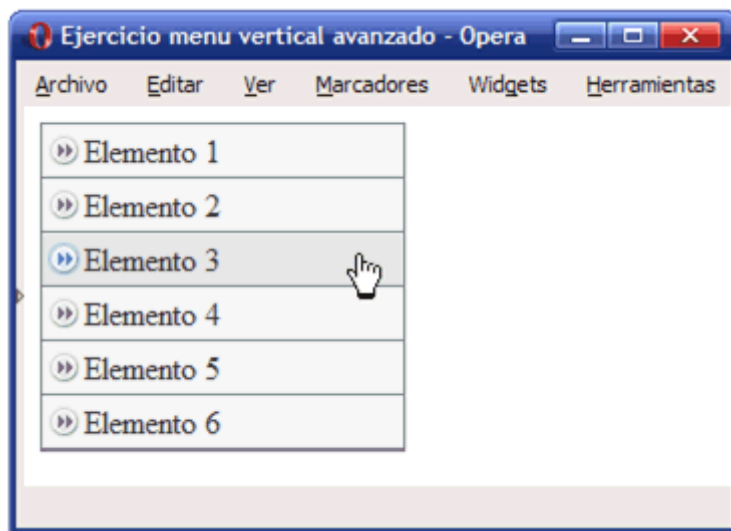 Ejercicio menu vertical avanzado - Opera
Archivo Editar Ver Marcadores Widgets Herramientas
Elemento 1
Elemento 2
Elemento 3
Elemento 4
Elemento 5
Elemento 6